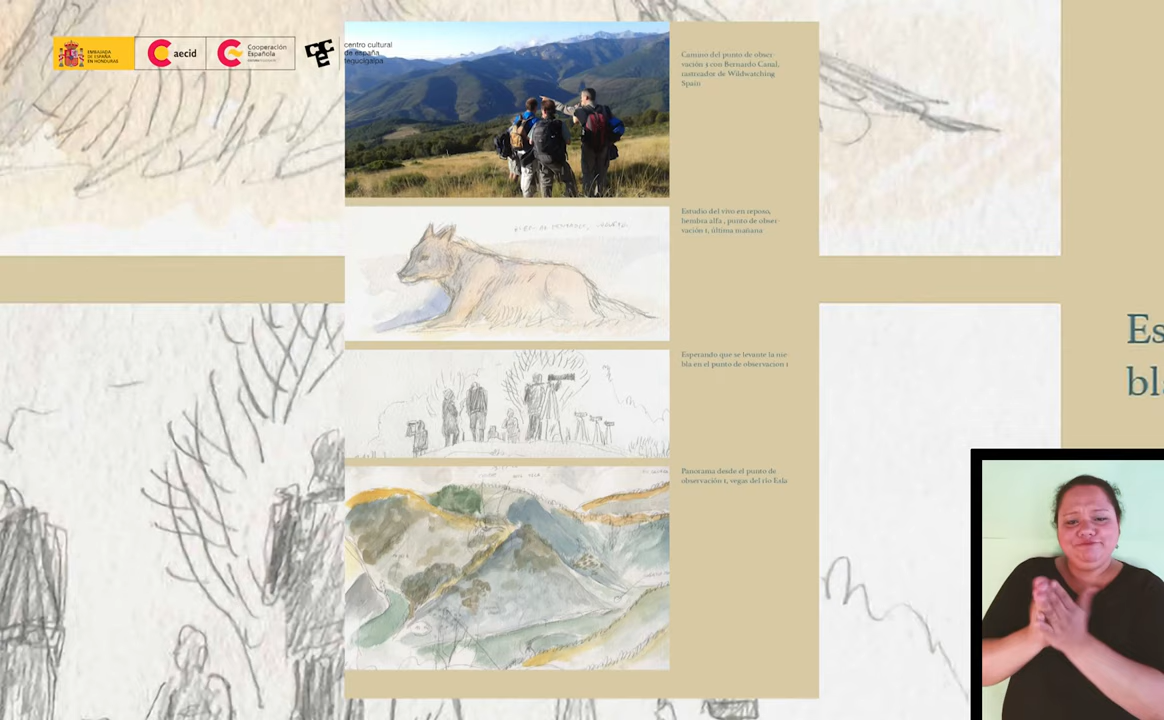 EMBAJADA
DE ESPAÑA
EN HONDURAS
aecid
Cooperación
Española
centro cultural
de españa
tegucigalpa
Camino del punto de obser-
vación 3 con Bernardo Canal,
rastreador de Wildwatching
Spain
Estudio del vivo en reposo,
hembra alfa , punto de obser-
vación 1, última mañana
Esperando que se levante la nie-
bla en el punto de observacion 1
Panorama desde el punto de
observación 1, vegas del río Esla
Es
bla